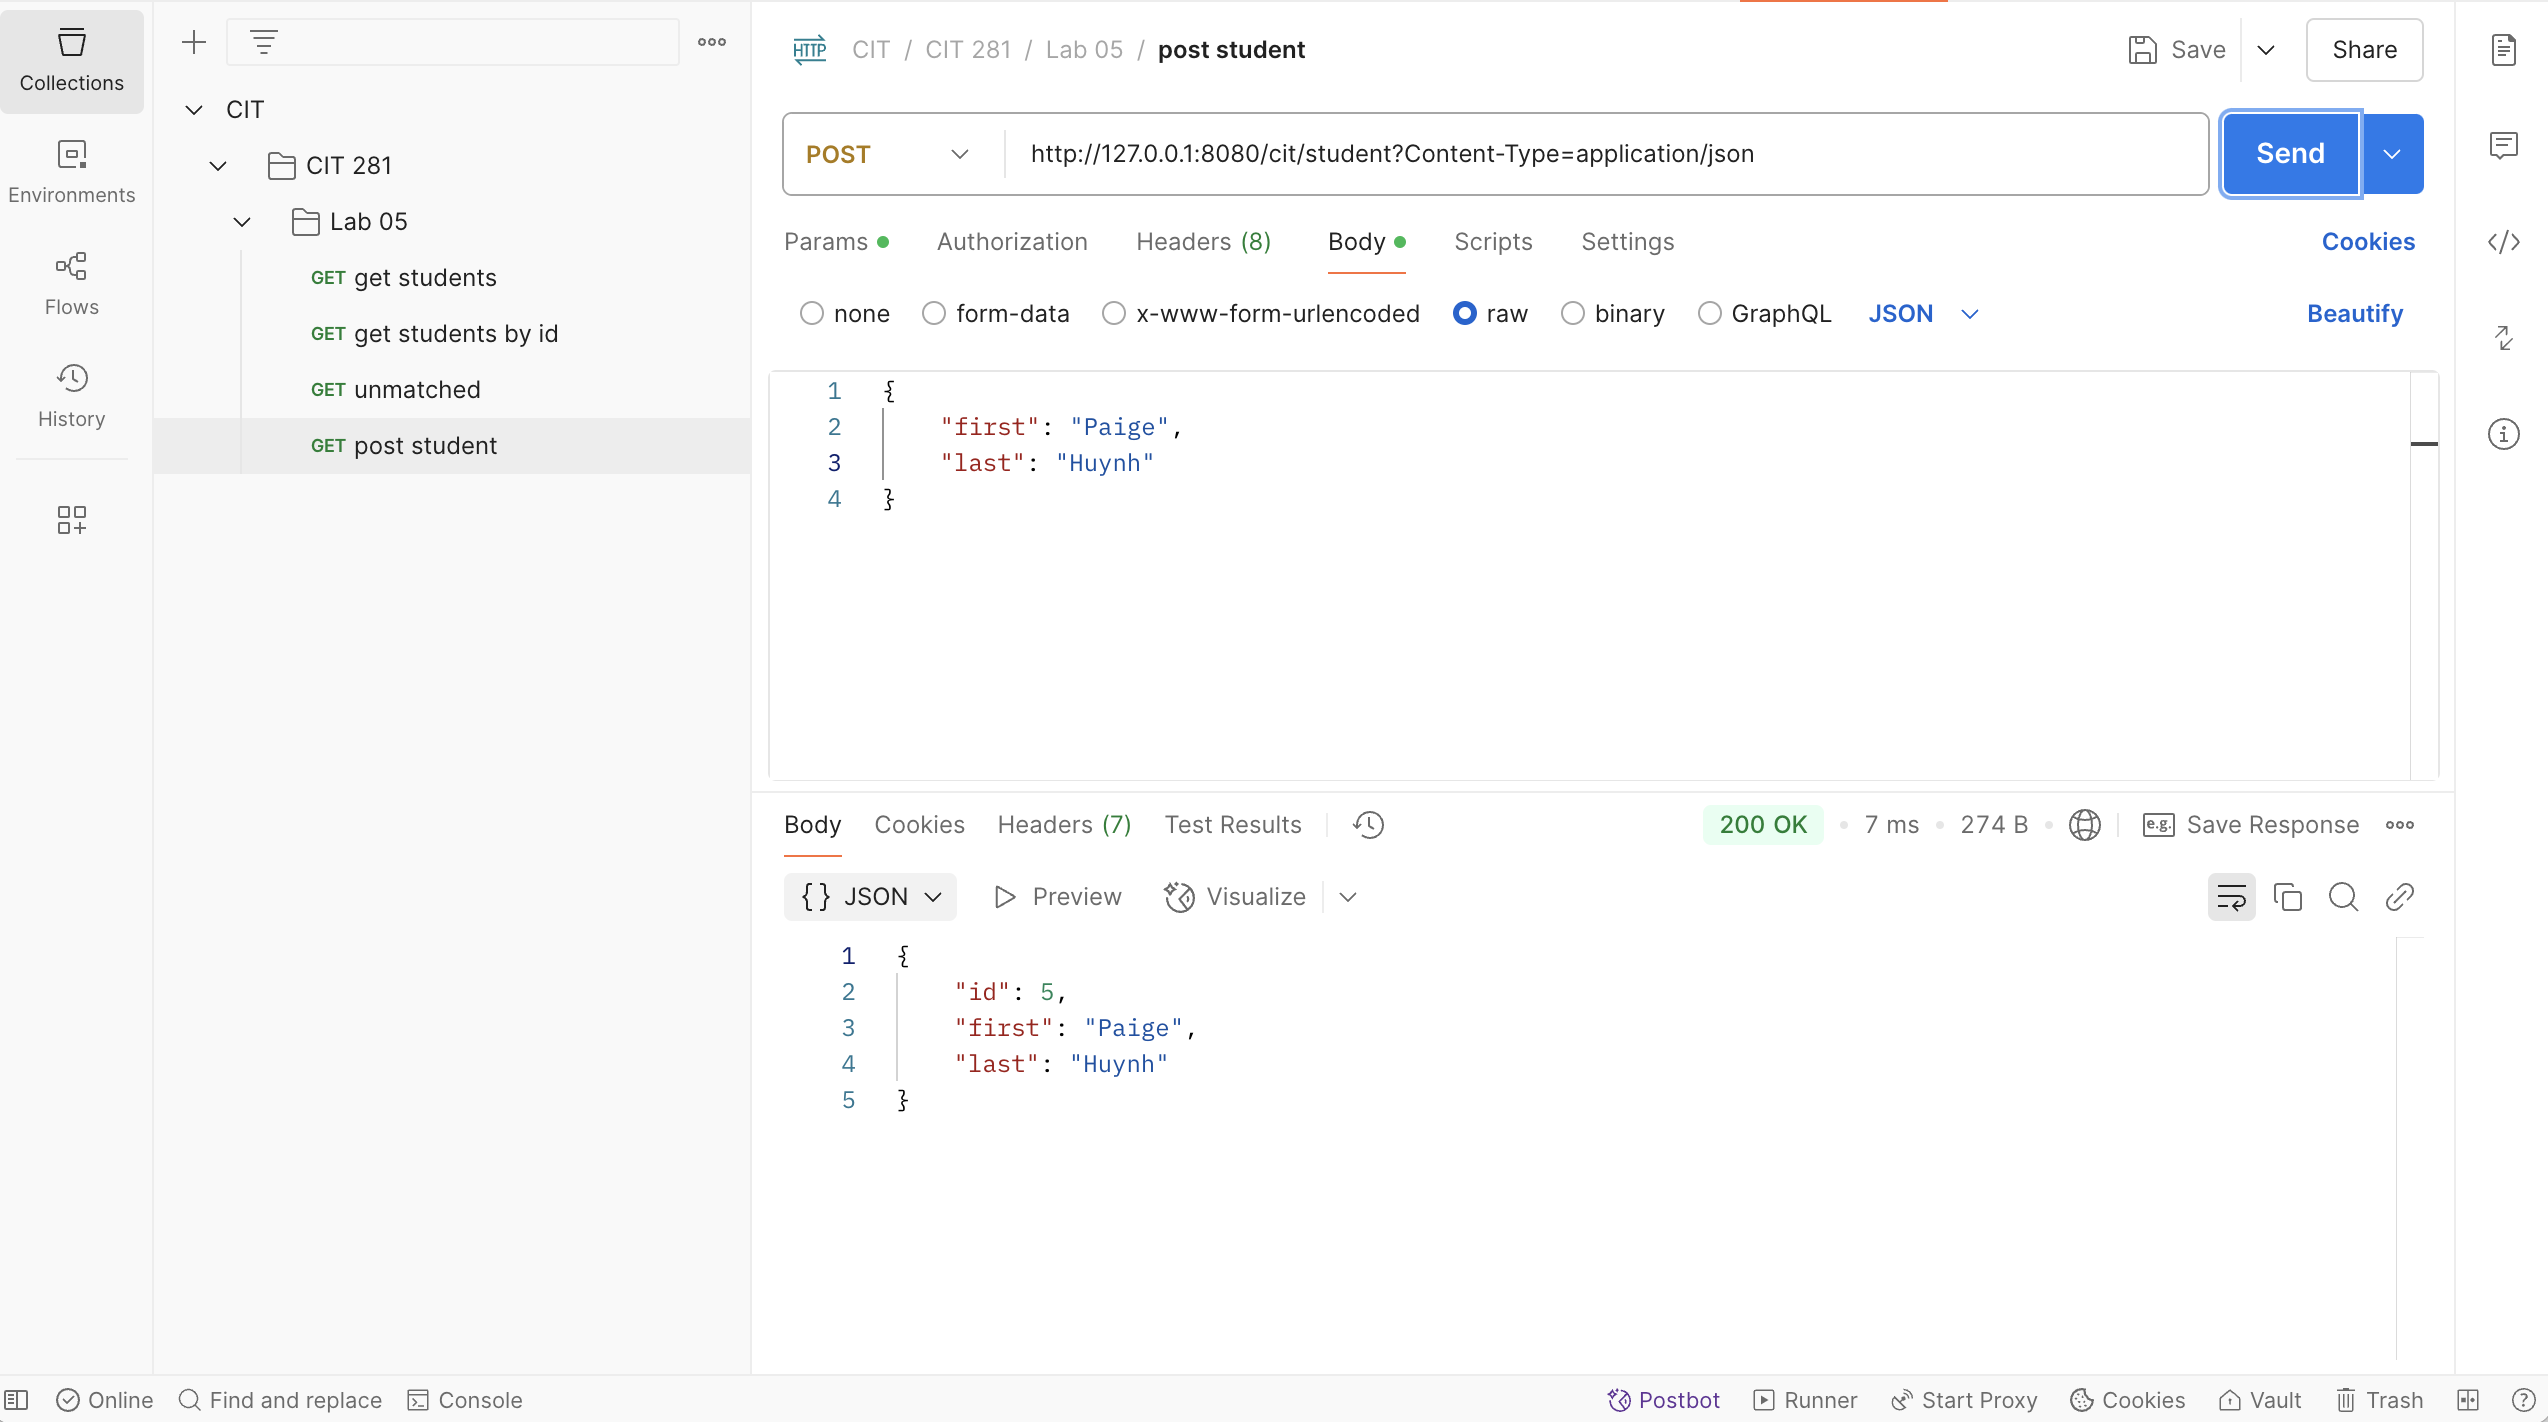 Collections
Environments
Flows
History
CIT
CIT 281
Lab 05
GET get students
GET get students by id
GET unmatched
GET post student
HTTP CIT / CIT 281 / Lab 05 / post student
Save
Share
POST http://127.0.0.1:8080/cit/student?Content-Type=application/json
Send
Params Authorization Headers (8) Body Scripts Settings Cookies
none form-data x-www-form-urlencoded raw binary GraphQL JSON Beautify
1 {
2 "first": "Paige",
3 "last": "Huynh"
4 }
Body Cookies Headers (7) Test Results 200 OK 7 ms 274 B e.g. Save Response
{} JSON Preview Visualize
1 {
2 "id": 5,
3 "first": "Paige",
4 "last": "Huynh"
5 }
Online Find and replace Console Postbot Runner Start Proxy Cookies Vault Trash